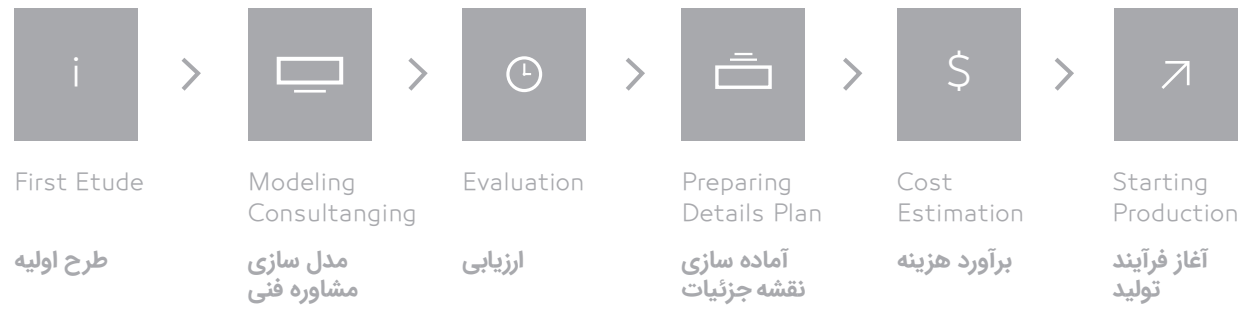 i
$
First Etude
طرح اولیه
Modeling
Consultanging
مدل سازی
مشاوره فنی
Evaluation
ارزیابی
Preparing
Details Plan
آماده سازی
نقشه جزئیات
Cost
Estimation
برآورد هزینه
Starting
Production
آغاز فرآیند
تولید